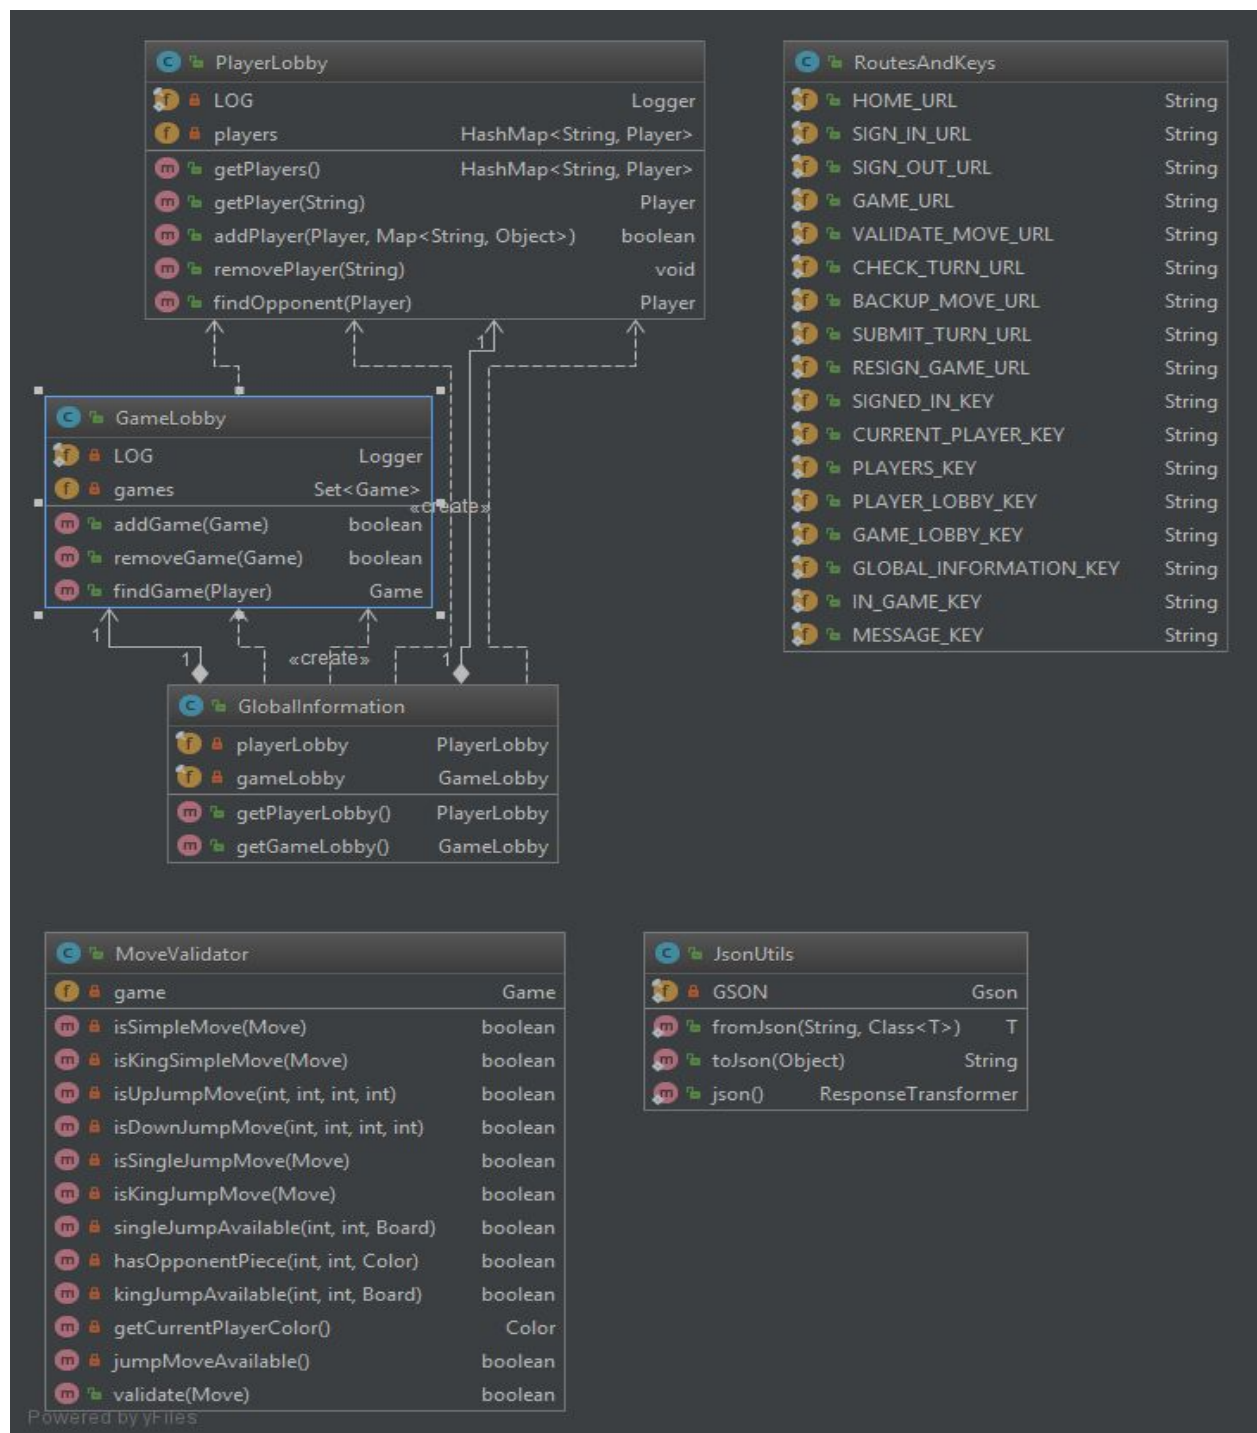 PlayerLobby
LOG Logger
players HashMap<String, Player>
getPlayers() HashMap<String, Player>
getPlayer(String) Player
addPlayer(Player, Map<String, Object>) boolean
removePlayer(String) void
findOpponent(Player) Player
1
GameLobby
LOG Logger
games Set<Game>
«create»
addGame(Game) boolean
removeGame(Game) boolean
findGame(Player) Game
1
1 «create» 1
GlobalInformation
playerLobby PlayerLobby
gameLobby GameLobby
getPlayerLobby() PlayerLobby
getGameLobby() GameLobby
RoutesAndKeys
HOME_URL String
SIGN_IN_URL String
SIGN_OUT_URL String
GAME_URL String
VALIDATE_MOVE_URL String
CHECK_TURN_URL String
BACKUP_MOVE_URL String
SUBMIT_TURN_URL String
RESIGN_GAME_URL String
SIGNED_IN_KEY String
CURRENT_PLAYER_KEY String
PLAYERS_KEY String
PLAYER_LOBBY_KEY String
GAME_LOBBY_KEY String
GLOBAL_INFORMATION_KEY String
IN_GAME_KEY String
MESSAGE_KEY String
MoveValidator
game Game
isSimpleMove(Move) boolean
isKingSimpleMove(Move) boolean
isUpJumpMove(int, int, int, int) boolean
isDownJumpMove(int, int, int, int) boolean
isSingleJumpMove(Move) boolean
isKingJumpMove(Move) boolean
singleJumpAvailable(int, int, Board) boolean
hasOpponentPiece(int, int, Color) boolean
kingJumpAvailable(int, int, Board) boolean
getCurrentPlayerColor() Color
jumpMoveAvailable() boolean
validate(Move) boolean
Powered by yFiles
JsonUtils
GSON Gson
fromJson(String, Class<T>) T
toJson(Object) String
json() ResponseTransformer